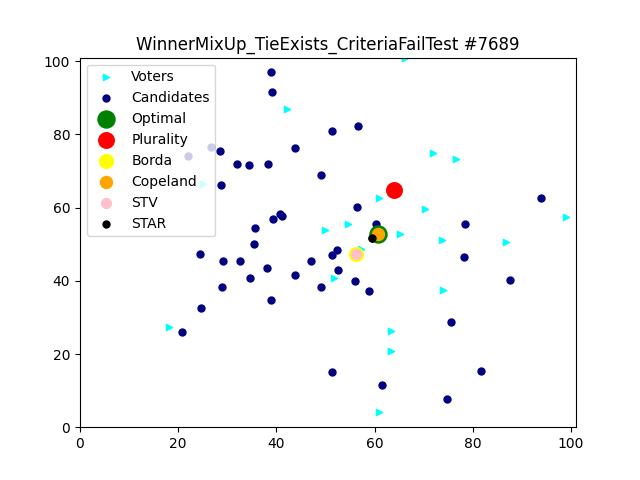 WinnerMixUp_TieExists_CriteriaFailTest #7689
100
80
60
40
20
0
Voters
Candidates
Optimal
Plurality
Borda
Copeland
STV
STAR
0 20 40 60 80 100